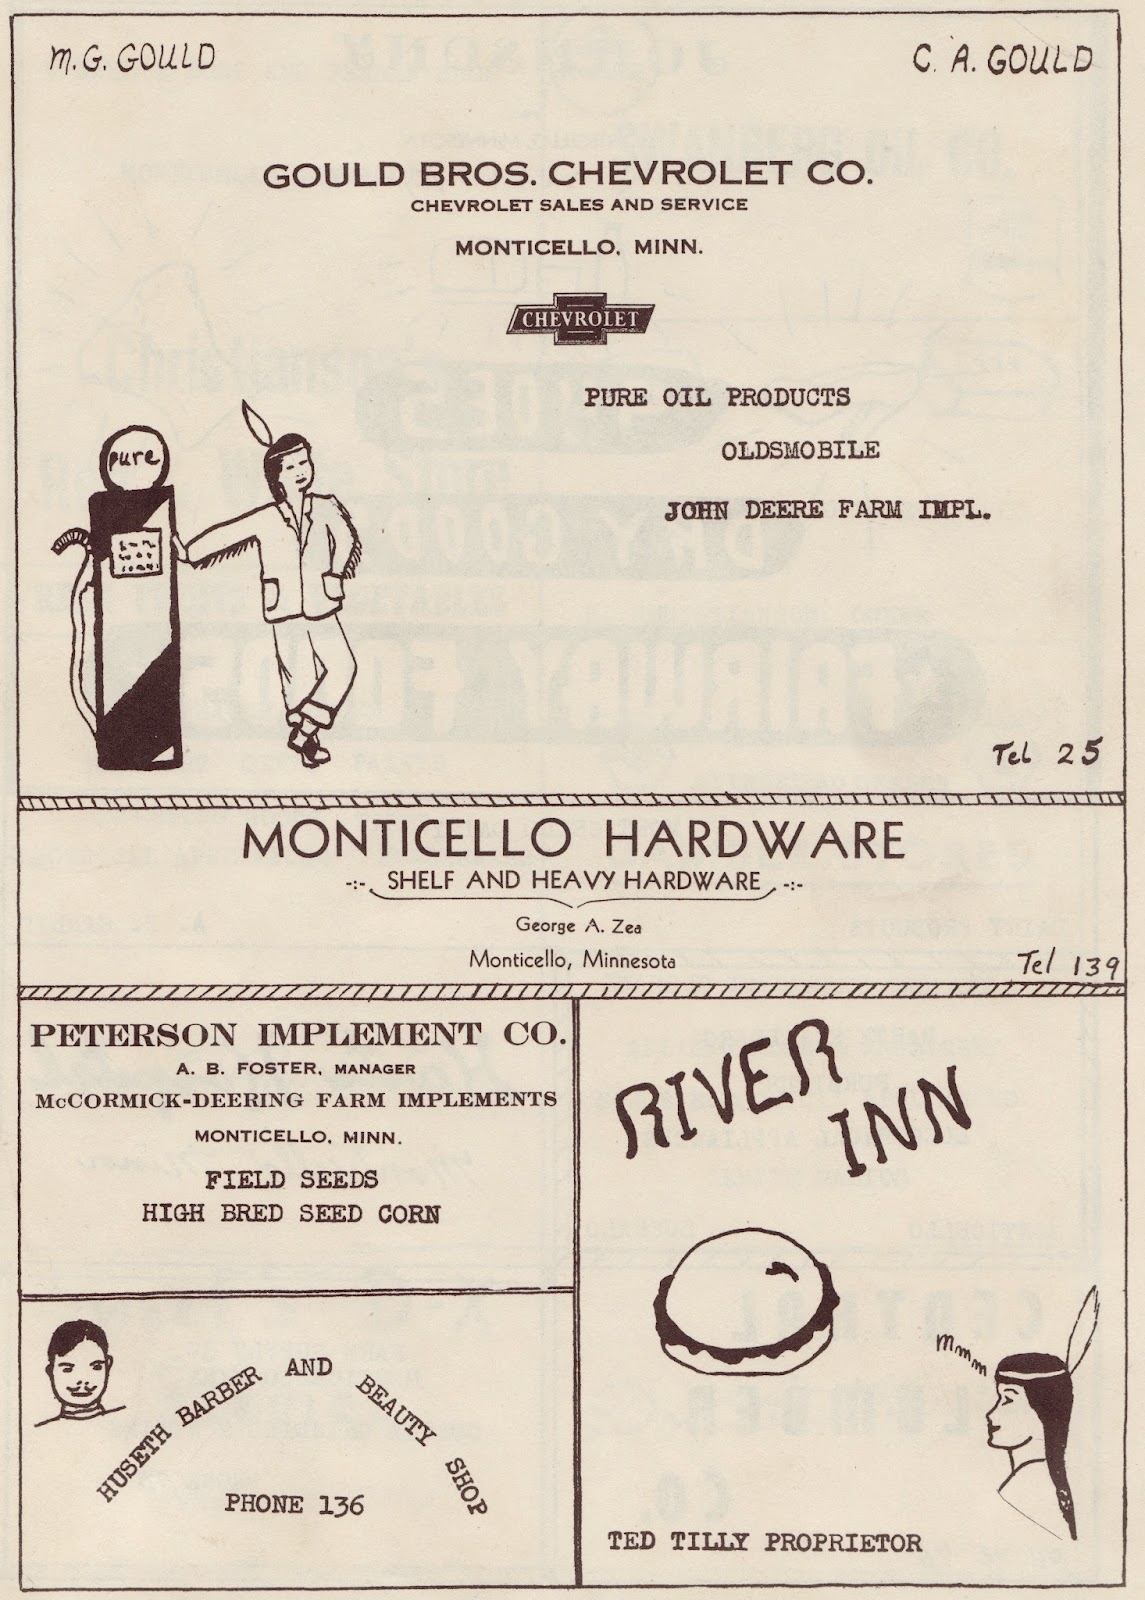 M.G. GOULD
C. A. GOULD
GOULD BROS. CHEVROLET CO.
CHEVROLET SALES AND SERVICE
MONTICELLO, MINN.
CHEVROLET
PURE OIL PRODUCTS
OLDSMOBILE
JOHN DEERE FARM IMPL.
pure
Tel 25
MONTICELLO HARDWARE
-:- SHELF AND HEAVY HARDWARE -:-
George A. Zea
Monticello, Minnesota
Tel 139
PETERSON IMPLEMENT CO.
A. B. FOSTER, MANAGER
McCORMICK-DEERING FARM IMPLEMENTS
MONTICELLO, MINN.
FIELD SEEDS
HIGH BRED SEED CORN
RIVER
INN
mmmm
TED TILLY PROPRIETOR
HUSETH BARBER AND BEAUTY SHOP
PHONE 136